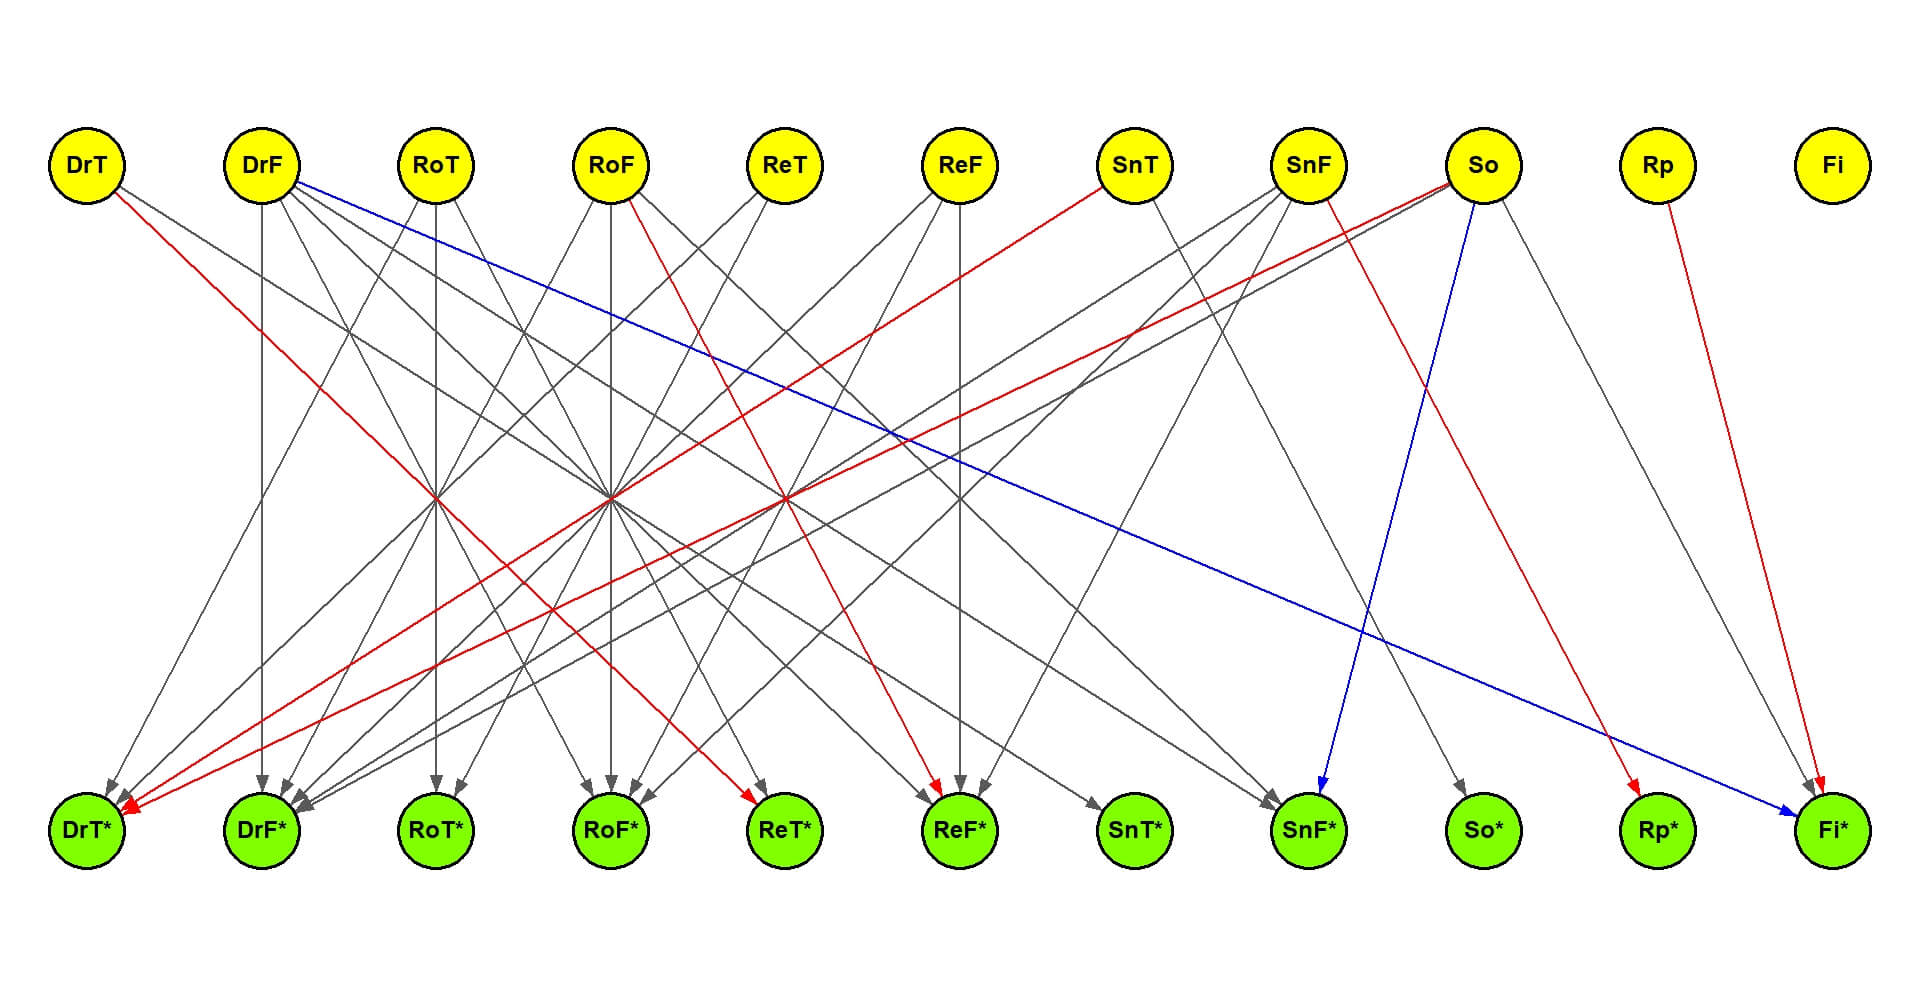 DrT DrF RoT RoF ReT ReF SnT SnF So Rp Fi
DrT* DrF* RoT* RoF* ReT* ReF* SnT* SnF* So* Rp* Fi*